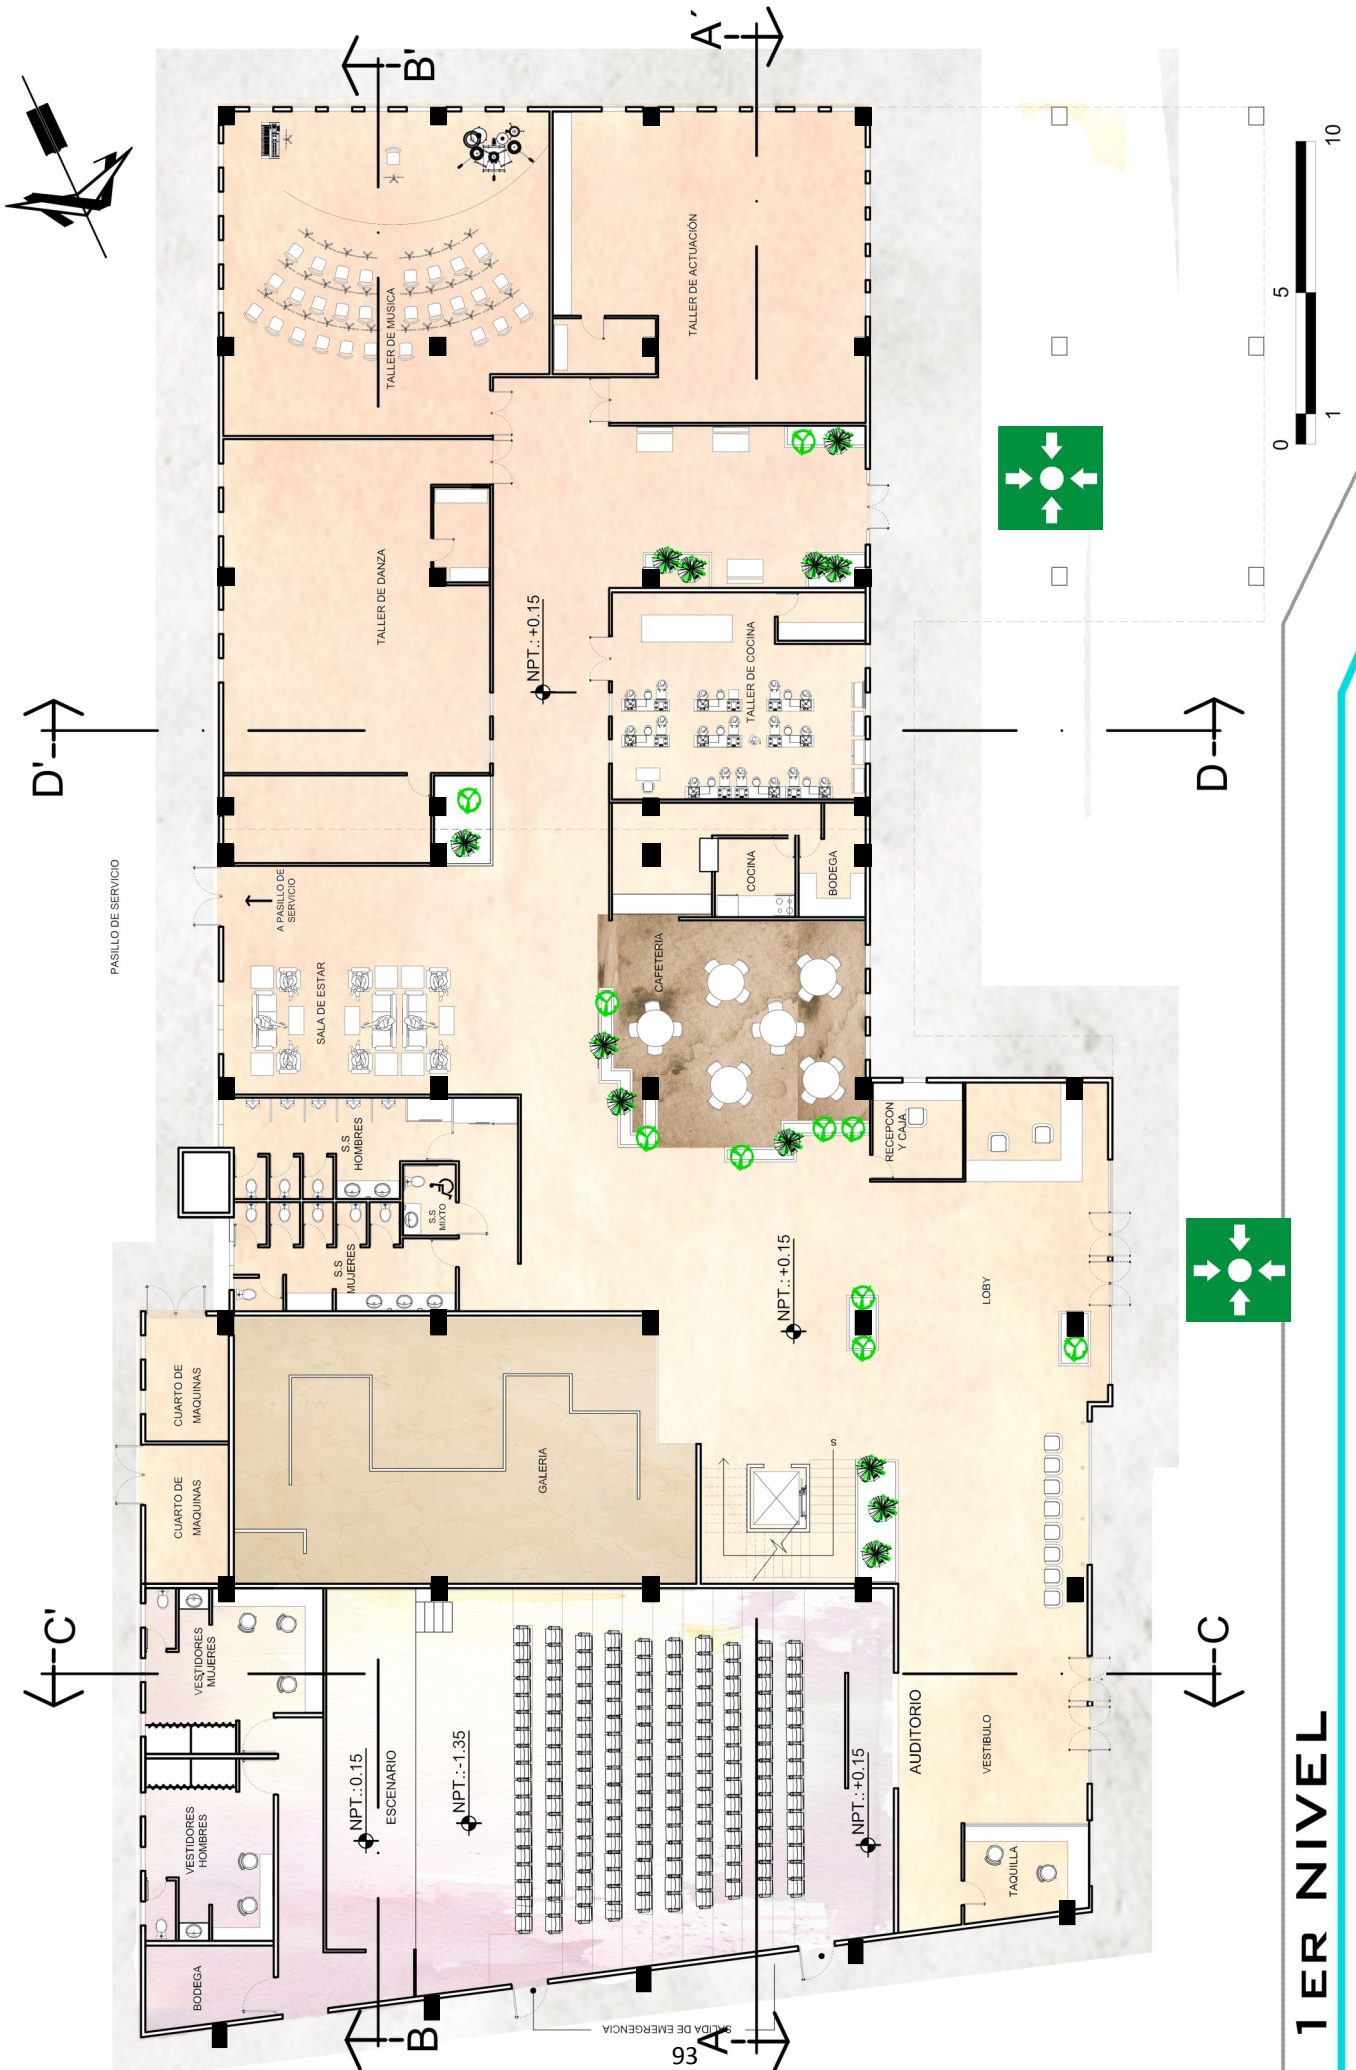 A´
B'
10
5
1
0
TALLER DE MUSICA
TALLER DE ACTUACIÓN
TALLER DE DANZA
NPT.: +0.15
TALLER DE COCINA
D'
D
PASILLO DE SERVICIO
A PASILLO DE
SERVICIO
COCINA
BODEGA
SALA DE ESTAR
CAFETERIA
S.S
HOMBRES
RECEPCON
Y CAJA
S.S
MIXTO
S.S
MUJERES
NPT.: +0.15
LOBY
CUARTO DE
MAQUINAS
CUARTO DE
MAQUINAS
GALERIA
S
C'
C
VESTIDORES
MUJERES
VESTIDORES
HOMBRES
NPT.: 0.15
ESCENARIO
NPT.:-1.35
NPT.:+0.15
AUDITORIO
VESTIBULO
TAQUILLA
BODEGA
SALIDA DE EMERGENCIA
B
A
93
1ER NIVEL